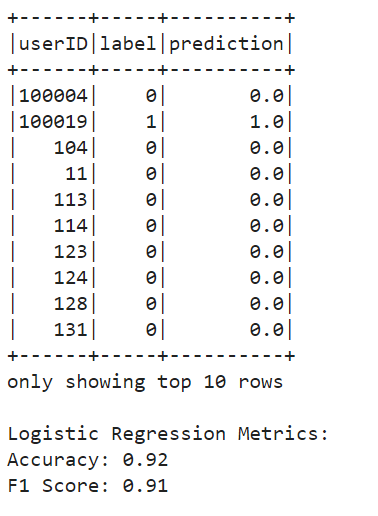 +------+-----+----------+
|userID|label|prediction|
+------+-----+----------+
|100004|    0|       0.0|
|100019|    1|       1.0|
|   104|    0|       0.0|
|    11|    0|       0.0|
|   113|    0|       0.0|
|   114|    0|       0.0|
|   123|    0|       0.0|
|   124|    0|       0.0|
|   128|    0|       0.0|
|   131|    0|       0.0|
+------+-----+----------+
only showing top 10 rows

Logistic Regression Metrics:
Accuracy: 0.92
F1 Score: 0.91